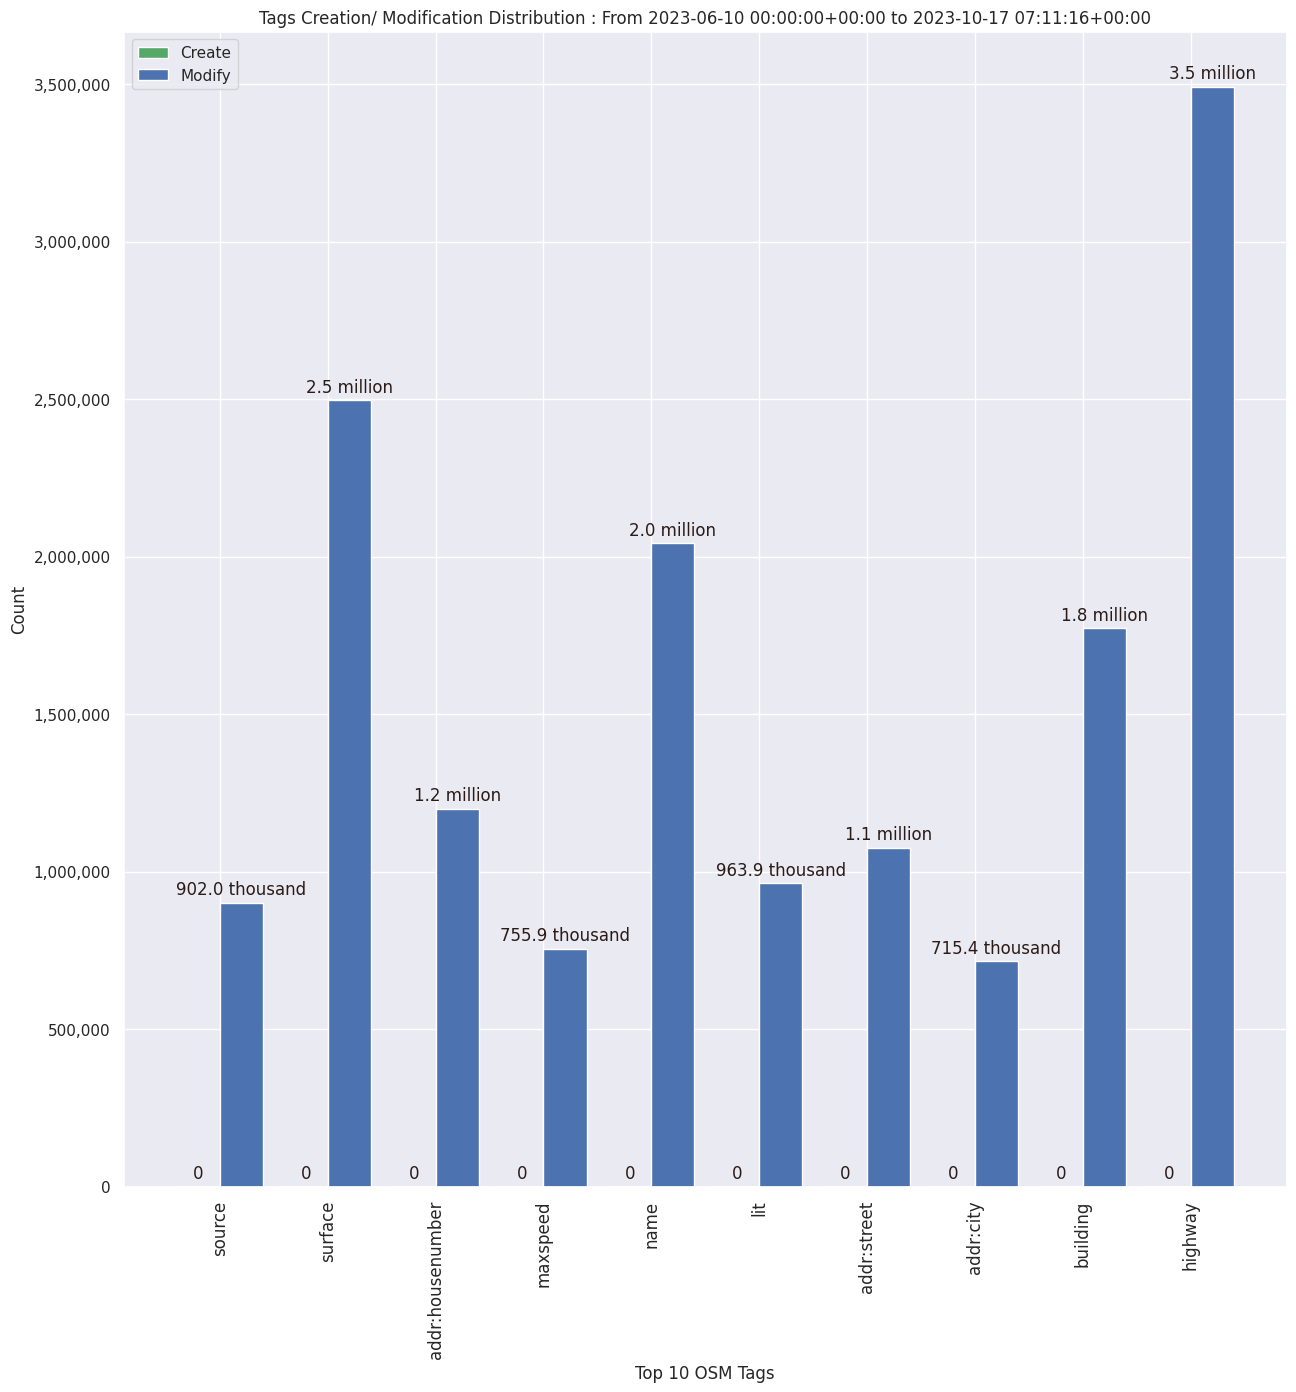 Tags Creation/ Modification Distribution : From 2023-06-10 00:00:00+00:00 to 2023-10-17 07:11:16+00:00
Create
Modify
3,500,000
3,000,000
2,500,000
2,000,000
1,500,000
1,000,000
500,000
0
Count
902.0 thousand
2.5 million
1.2 million
755.9 thousand
2.0 million
963.9 thousand
1.1 million
715.4 thousand
1.8 million
3.5 million
0
0
0
0
0
0
0
0
0
0
source
surface
addr:housenumber
maxspeed
name
lit
addr:street
addr:city
building
highway
Top 10 OSM Tags